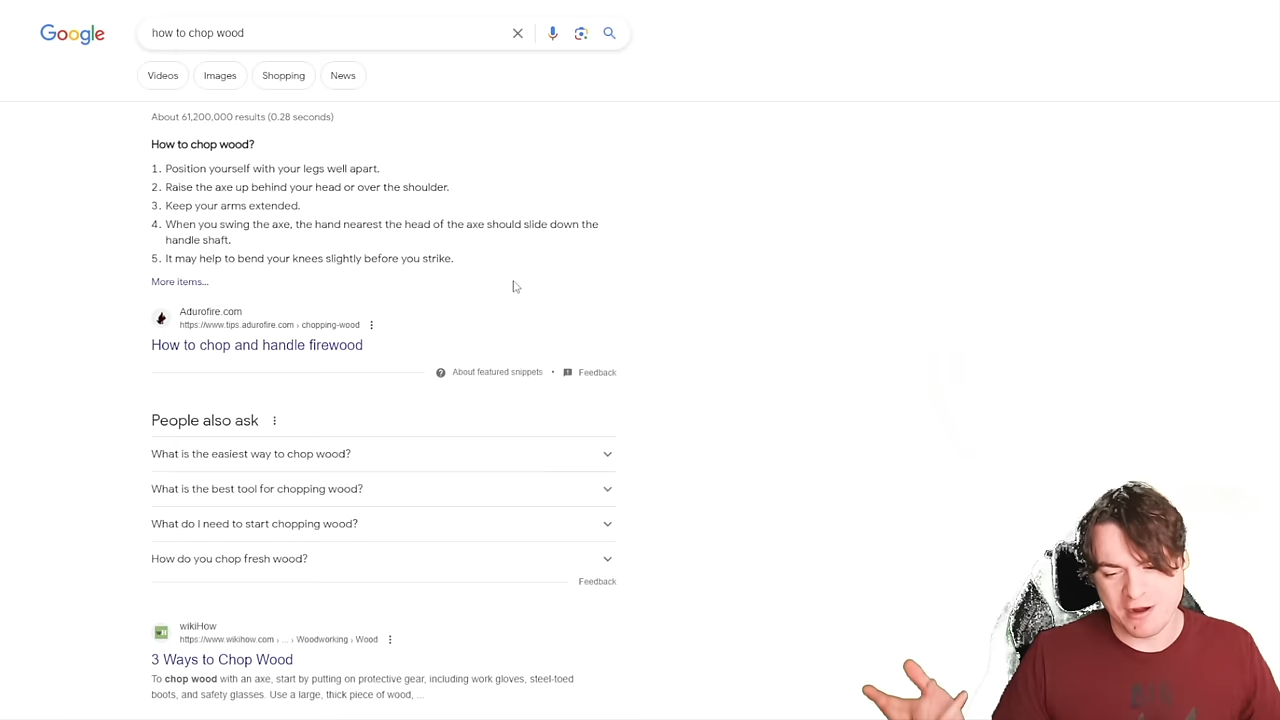 Google
how to chop wood
Videos
Images
Shopping
News
About 61,200,000 results (0.28 seconds)
How to chop wood?
1. Position yourself with your legs well apart.
2. Raise the axe up behind your head or over the shoulder.
3. Keep your arms extended.
4. When you swing the axe, the hand nearest the head of the axe should slide down the
handle shaft.
5. It may help to bend your knees slightly before you strike.
More items...
Adurofire.com
https://www.tips.adurofire.com › chopping-wood
How to chop and handle firewood
About featured snippets • Feedback
People also ask
What is the easiest way to chop wood?
What is the best tool for chopping wood?
What do I need to start chopping wood?
How do you chop fresh wood?
Feedback
wikiHow
https://www.wikihow.com › ... › Woodworking › Wood
3 Ways to Chop Wood
To chop wood with an axe, start by putting on protective gear, including work gloves, steel-toed
boots, and safety glasses. Use a large, thick piece of wood, ...